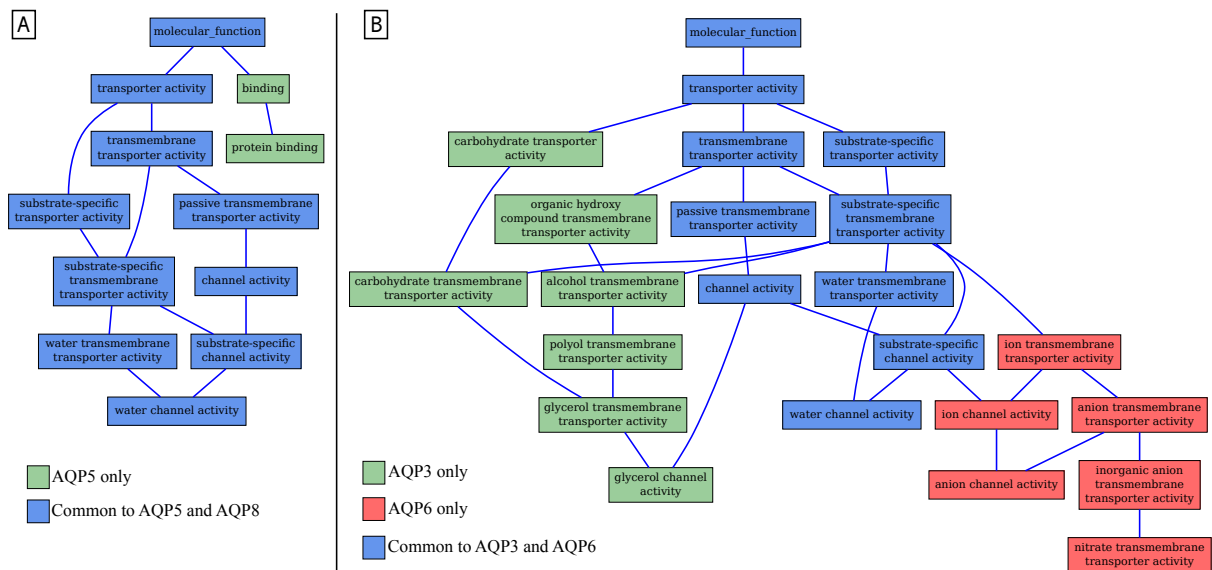 A
molecular_function
transporter activity
binding
transmembrane
transporter activity
protein binding
substrate-specific
transporter activity
passive transmembrane
transporter activity
substrate-specific
transmembrane
transporter activity
channel activity
water transmembrane
transporter activity
substrate-specific
channel activity
water channel activity
AQP5 only
Common to AQP5 and AQP8
B
molecular_function
transporter activity
carbohydrate transporter
activity
transmembrane
transporter activity
substrate-specific
transporter activity
organic hydroxy
compound transmembrane
transporter activity
passive transmembrane
transporter activity
substrate-specific
transmembrane
transporter activity
carbohydrate transmembrane
transporter activity
alcohol transmembrane
transporter activity
channel activity
water transmembrane
transporter activity
polyol transmembrane
transporter activity
substrate-specific
channel activity
ion transmembrane
transporter activity
glycerol transmembrane
transporter activity
water channel activity
ion channel activity
anion transmembrane
transporter activity
glycerol channel
activity
anion channel activity
inorganic anion
transmembrane
transporter activity
nitrate transmembrane
transporter activity
AQP3 only
AQP6 only
Common to AQP3 and AQP6